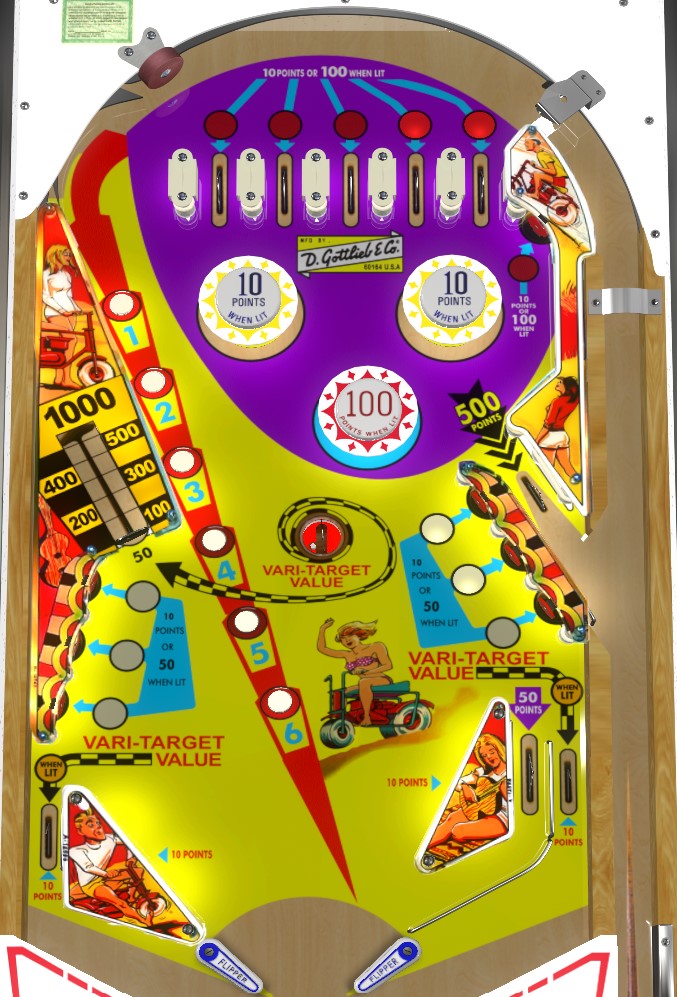 10 POINTS OR 100 WHEN LIT
MFD. BY
D. Gottlieb & Co.
60164 U.S.A
10
POINTS
WHEN LIT
10
POINTS
WHEN LIT
10
POINTS
OR
100
WHEN
LIT
1
2
3
4
5
6
100
POINTS WHEN LIT
500
POINTS
1000
500
400
300
200
100
50
VARI-TARGET
VALUE
10
POINTS
OR
50
WHEN LIT
10
POINTS
OR
50
WHEN LIT
VARI-TARGET
VALUE
WHEN
LIT
50
POINTS
VARI-TARGET
VALUE
WHEN
LIT
10 POINTS
10 POINTS
10
POINTS
10
POINTS
FLIPPER
FLIPPER